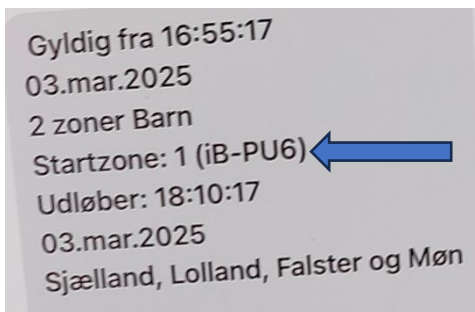 Gyldig fra 16:55:17
03.mar.2025
2 zoner Barn
Startzone: 1 (iB-PU6)
Udløber: 18:10:17
03.mar.2025
Sjælland, Lolland, Falster og Møn